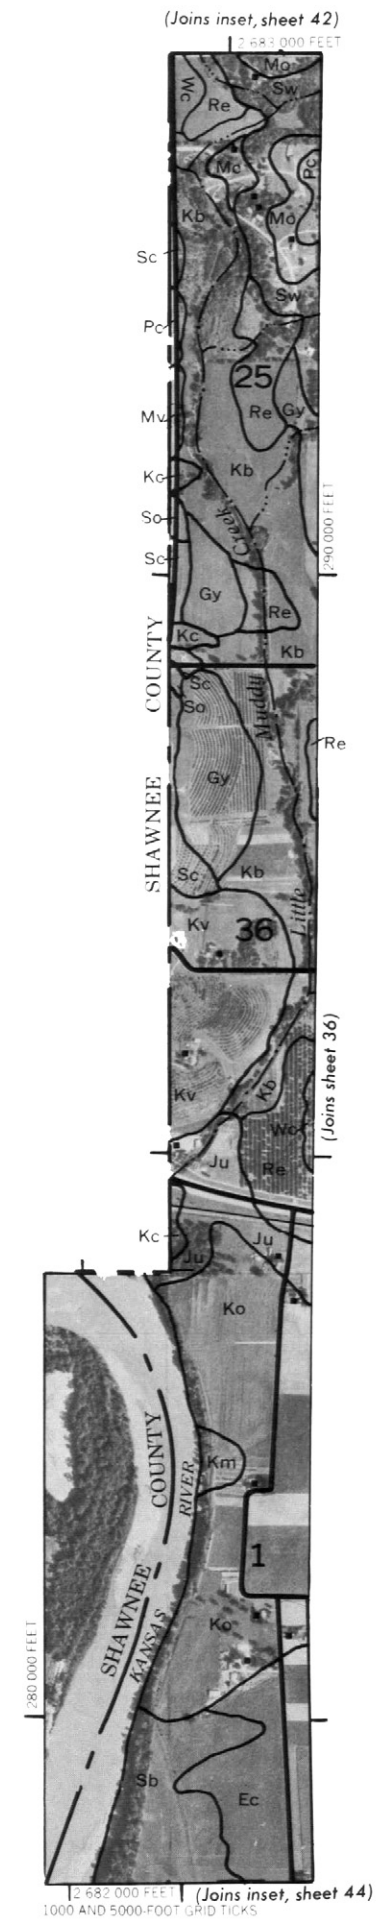 (Joins inset, sheet 42)
2 683 000 FEET
Mo
Wc
Sw
Re
Mc
Pc
Kb
Mo
Sc
Sw
Pc
25
Mv
Re
Gy
Kc
Kb
290 000 FEET
So
Creek
Sc
Gy
Re
Kc
Kb
COUNTY
Sc
So
Muddy
Re
Gy
SHAWNEE
Sc
Kb
Little
Kv
36
(Joins sheet 36)
Kb
Kv
Wo
Ju
Re
Kc
Ju
Ju
Ko
COUNTY
RIVER
Km
1
SHAWNEE
KANSAS
Ko
280 000 FEET
Sb
Ec
2 682 000 FEET
(Joins inset, sheet 44)
1000 AND 5000-FOOT GRID TICKS